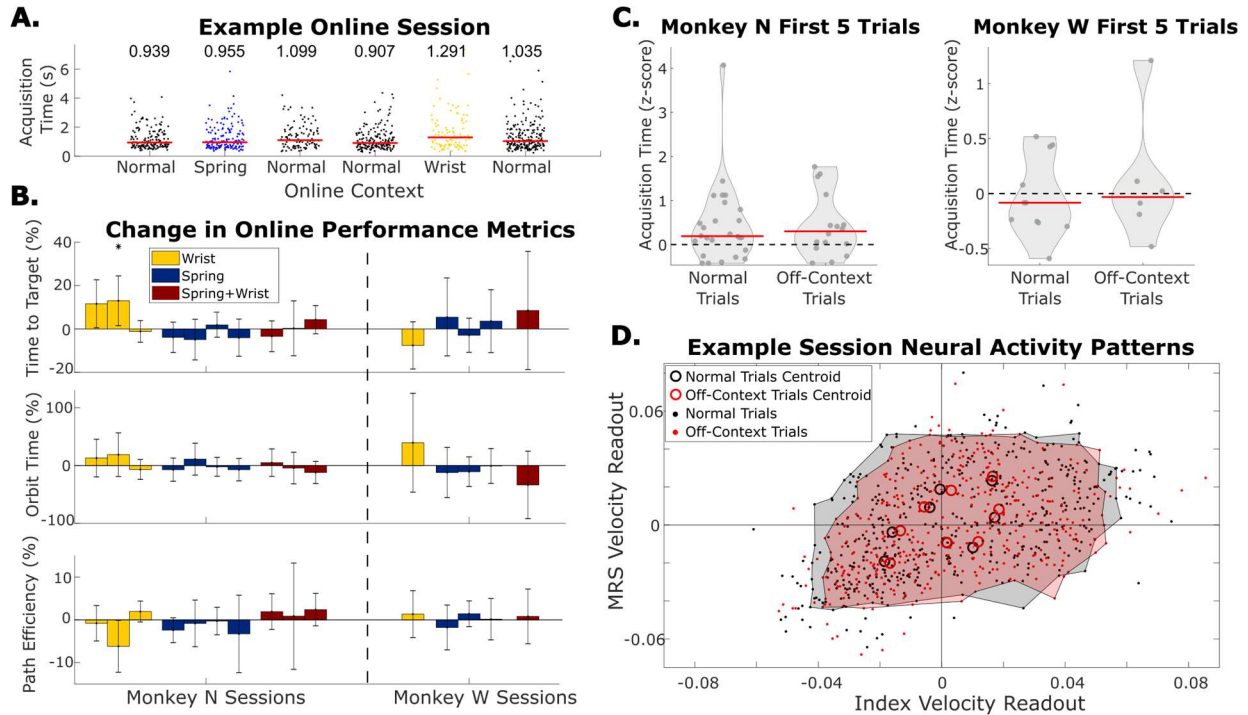 A.
Example Online Session
0.939 0.955 1.099 0.907 1.291 1.035
Acquisition
Time (s)
6
4
2
0
Normal Spring Normal Normal Wrist Normal
Online Context
B.
Change in Online Performance Metrics
Time to Target (%)
40
20
0
-20
*
Wrist
Spring
Spring+Wrist
Orbit Time (%)
100
0
-100
Path Efficiency (%)
10
0
-10
Monkey N Sessions Monkey W Sessions
C.
Monkey N First 5 Trials
Acquisition Time (z-score)
4
3
2
1
0
Normal
Trials
Off-Context
Trials
Monkey W First 5 Trials
Acquisition Time (z-score)
1
0.5
0
-0.5
Normal
Trials
Off-Context
Trials
D.
Example Session Neural Activity Patterns
Normal Trials Centroid
Off-Context Trials Centroid
Normal Trials
Off-Context Trials
MRS Velocity Readout
0.06
0
-0.06
-0.08 -0.04 0 0.04 0.08
Index Velocity Readout